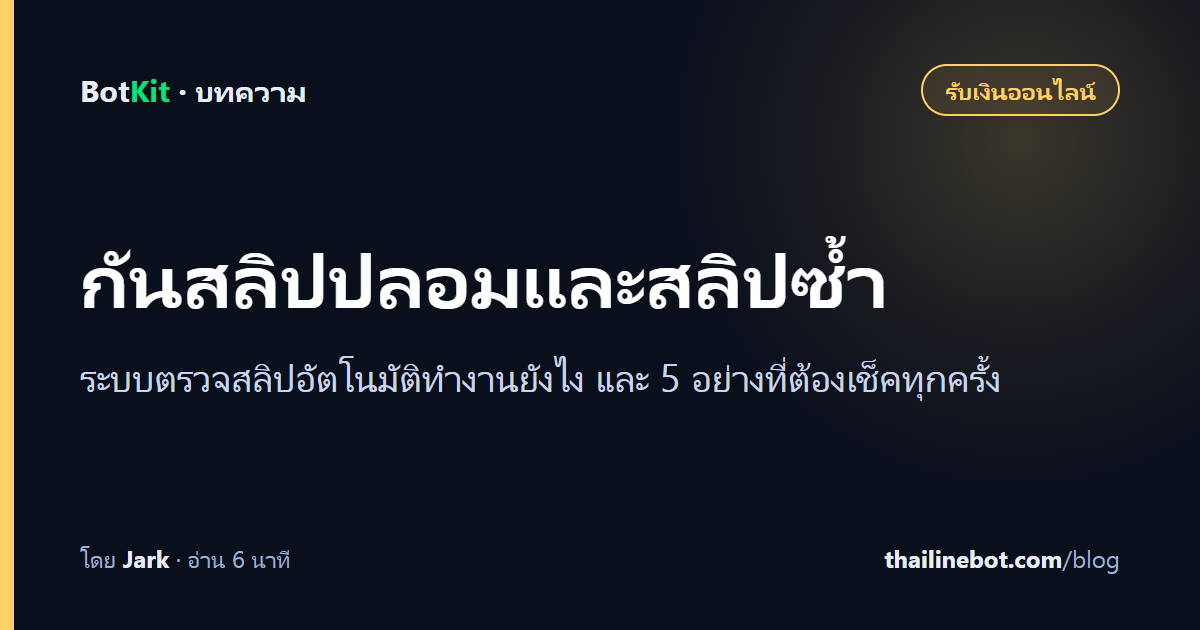 BotKit · บทความ
รับเงินออนไลน์
กันสลิปปลอมและสลิปซ้ำ
ระบบตรวจสลิปอัตโนมัติทำงานยังไง และ 5 อย่างที่ต้องเช็คทุกครั้ง
โดย Jark · อ่าน 6 นาที
thailinebot.com/blog